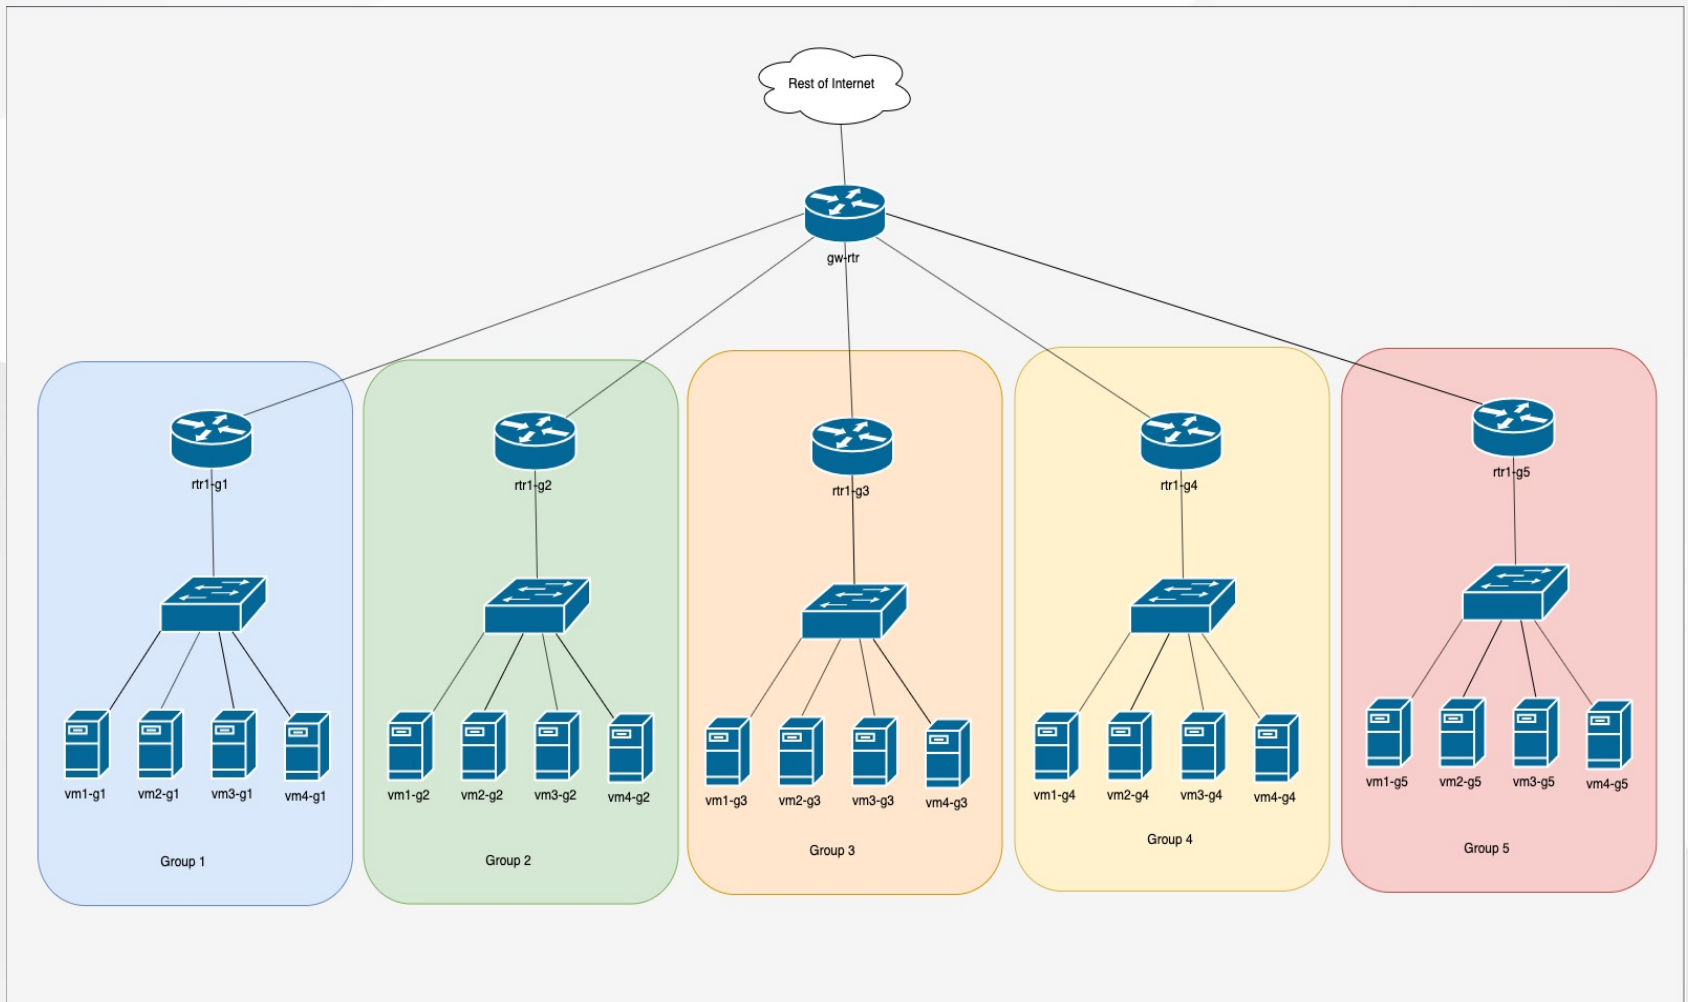 Rest of Internet
gw-rtr
rtr1-g1
rtr1-g2
rtr1-g3
rtr1-g4
rtr1-g5
vm1-g1
vm2-g1
vm3-g1
vm4-g1
vm1-g2
vm2-g2
vm3-g2
vm4-g2
vm1-g3
vm2-g3
vm3-g3
vm4-g3
vm1-g4
vm2-g4
vm3-g4
vm4-g4
vm1-g5
vm2-g5
vm3-g5
vm4-g5
Group 1
Group 2
Group 3
Group 4
Group 5